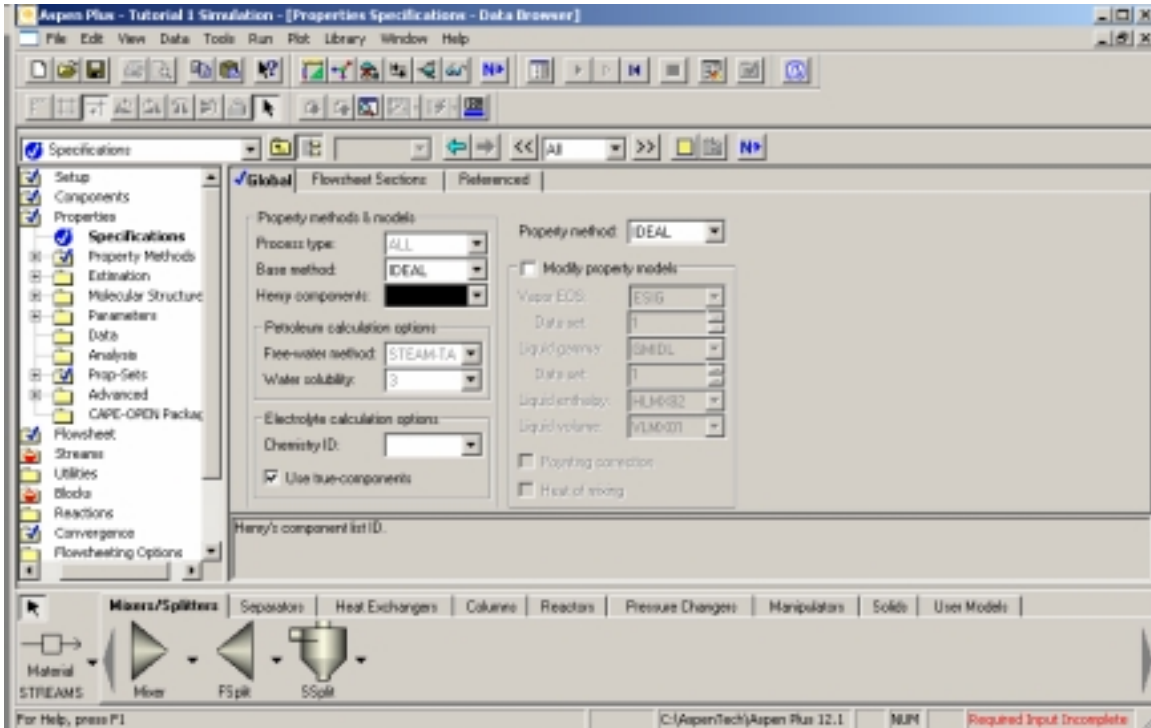 Aspen Plus - Tutorial 1 Simulation - [Properties Specifications - Data Browser]
File Edit View Data Tools Run Plot Library Window Help
Specifications
All
Setup
Components
Properties
Specifications
Property Methods
Estimation
Molecular Structure
Parameters
Data
Analysis
Prop-Sets
Advanced
CAPE-OPEN Packag
Flowsheet
Streams
Utilities
Blocks
Reactions
Convergence
Flowsheeting Options
Global Flowsheet Sections Referenced
Property methods & models
Process type: ALL
Base method: IDEAL
Henry components:
Petroleum calculation options
Free-water method: STEAM-TA
Water solubility: 3
Electrolyte calculation options
Chemistry ID:
Use true-components
Property method: IDEAL
Modify property models
Vapor EOS: ESIG
Data set: 1
Liquid gamma: GMIDL
Data set: 1
Liquid enthalpy: HLMX82
Liquid volume: VLMX01
Poynting correction
Heat of mixing
Henry's component list ID.
Mixers/Splitters Separators Heat Exchangers Columns Reactors Pressure Changers Manipulators Solids User Models
Material
STREAMS Mixer FSplit SSplit
For Help, press F1 C:\AspenTech\Aspen Plus 12.1 NUM Required Input Incomplete